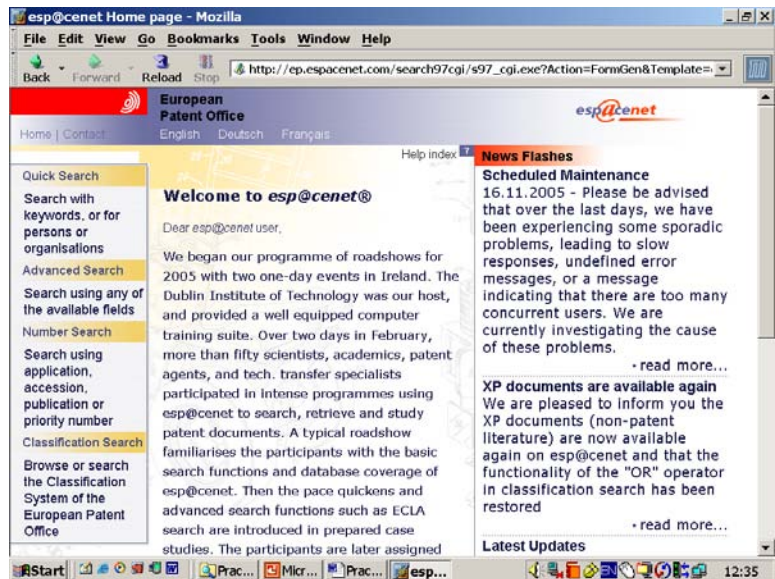 esp@cenet Home page - Mozilla
File Edit View Go Bookmarks Tools Window Help
Back Forward Reload Stop http://ep.espacenet.com/search97cgi/s97_cgi.exe?Action=FormGen&Template=
European
Patent Office
espacenet
Home | Contact
English Deutsch Français
Help index ?
Quick Search
Search with
keywords, or for
persons or
organisations
Advanced Search
Search using any of
the available fields
Number Search
Search using
application,
accession,
publication or
priority number
Classification Search
Browse or search
the Classification
System of the
European Patent
Office
Welcome to esp@cenet®
Dear esp@cenet user,
We began our programme of roadshows for
2005 with two one-day events in Ireland. The
Dublin Institute of Technology was our host,
and provided a well equipped computer
training suite. Over two days in February,
more than fifty scientists, academics, patent
agents, and tech. transfer specialists
participated in intense programmes using
esp@cenet to search, retrieve and study
patent documents. A typical roadshow
familiarises the participants with the basic
search functions and database coverage of
esp@cenet. Then the pace quickens and
advanced search functions such as ECLA
search are introduced in prepared case
studies. The participants are later assigned
News Flashes
Scheduled Maintenance
16.11.2005 - Please be advised
that over the last days, we have
been experiencing some sporadic
problems, leading to slow
responses, undefined error
messages, or a message
indicating that there are too many
concurrent users. We are
currently investigating the cause
of these problems.
·read more...
XP documents are available again
We are pleased to inform you the
XP documents (non-patent
literature) are now available
again on esp@cenet and that the
functionality of the "OR" operator
in classification search has been
restored
·read more...
Latest Updates
Start Prac... Micr... Prac... esp... EN 12:35